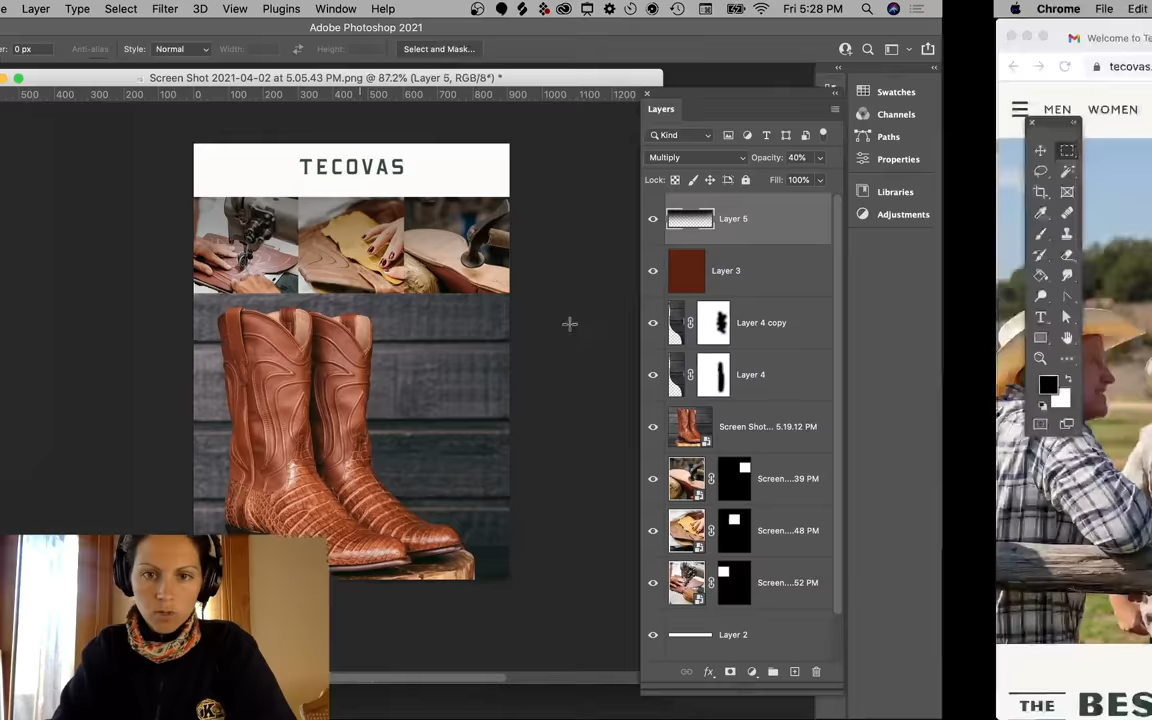 Layer Type Select Filter 3D View Plugins Window Help
Fri 5:28 PM
Chrome File Edit
Adobe Photoshop 2021
0 px Anti-alias Style: Normal Width: Height: Select and Mask...
Screen Shot 2021-04-02 at 5.05.43 PM.png @ 87.2% (Layer 5, RGB/8*) *
500 400 300 200 100 0 100 200 300 400 500 600 700 800 900 1000 1100 1200
Layers
Kind
Multiply Opacity: 40%
Lock: Fill: 100%
Layer 5
Layer 3
Layer 4 copy
Layer 4
Screen Shot... 5.19.12 PM
Screen....39 PM
Screen....48 PM
Screen....52 PM
Layer 2
fx
Swatches
Channels
Paths
Properties
Libraries
Adjustments
TECOVAS
Welcome to Te
tecovas.
MEN WOMEN
THE BES